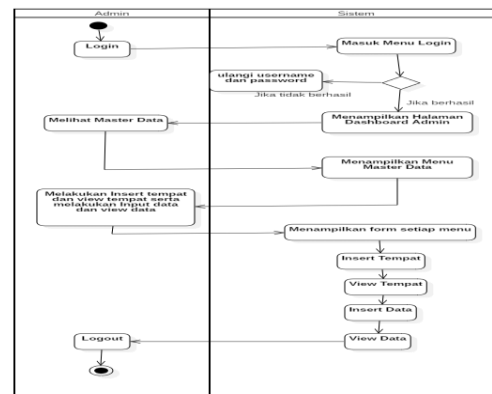 Admin
Sistem
Login
Masuk Menu Login
ulangi username
dan password
Jika tidak berhasil
Jika berhasil
Menampilkan Halaman
Dashboard Admin
Melihat Master Data
Menampilkan Menu
Master Data
Melakukan Insert tempat
dan view tempat serta
melakukan Input data
dan view data
Menampilkan form setiap menu
Insert Tempat
View Tempat
Insert Data
View Data
Logout